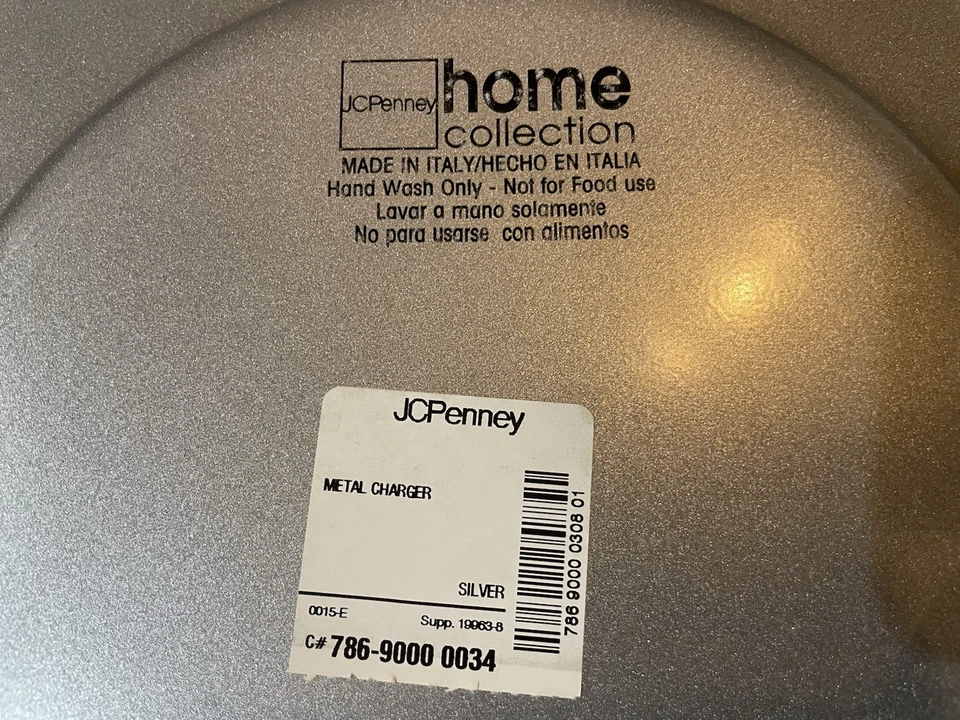 JCPenney home
collection
MADE IN ITALY/HECHO EN ITALIA
Hand Wash Only - Not for Food use
Lavar a mano solamente
No para usarse con alimentos
JCPenney
METAL CHARGER
SILVER
0015-E Supp. 19963-8
C# 786-9000 0034
786 9000 0308 01